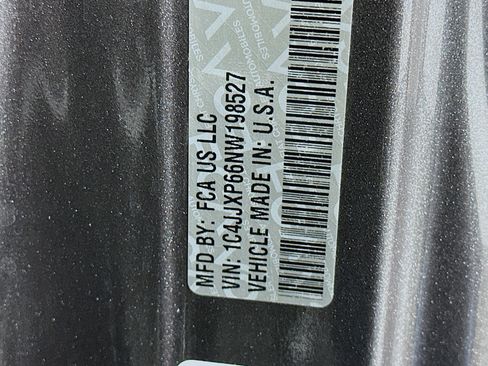 MFD BY: FCA US LLC
VIN: 1C4JJXP66NW198527
VEHICLE MADE IN: U.S.A.